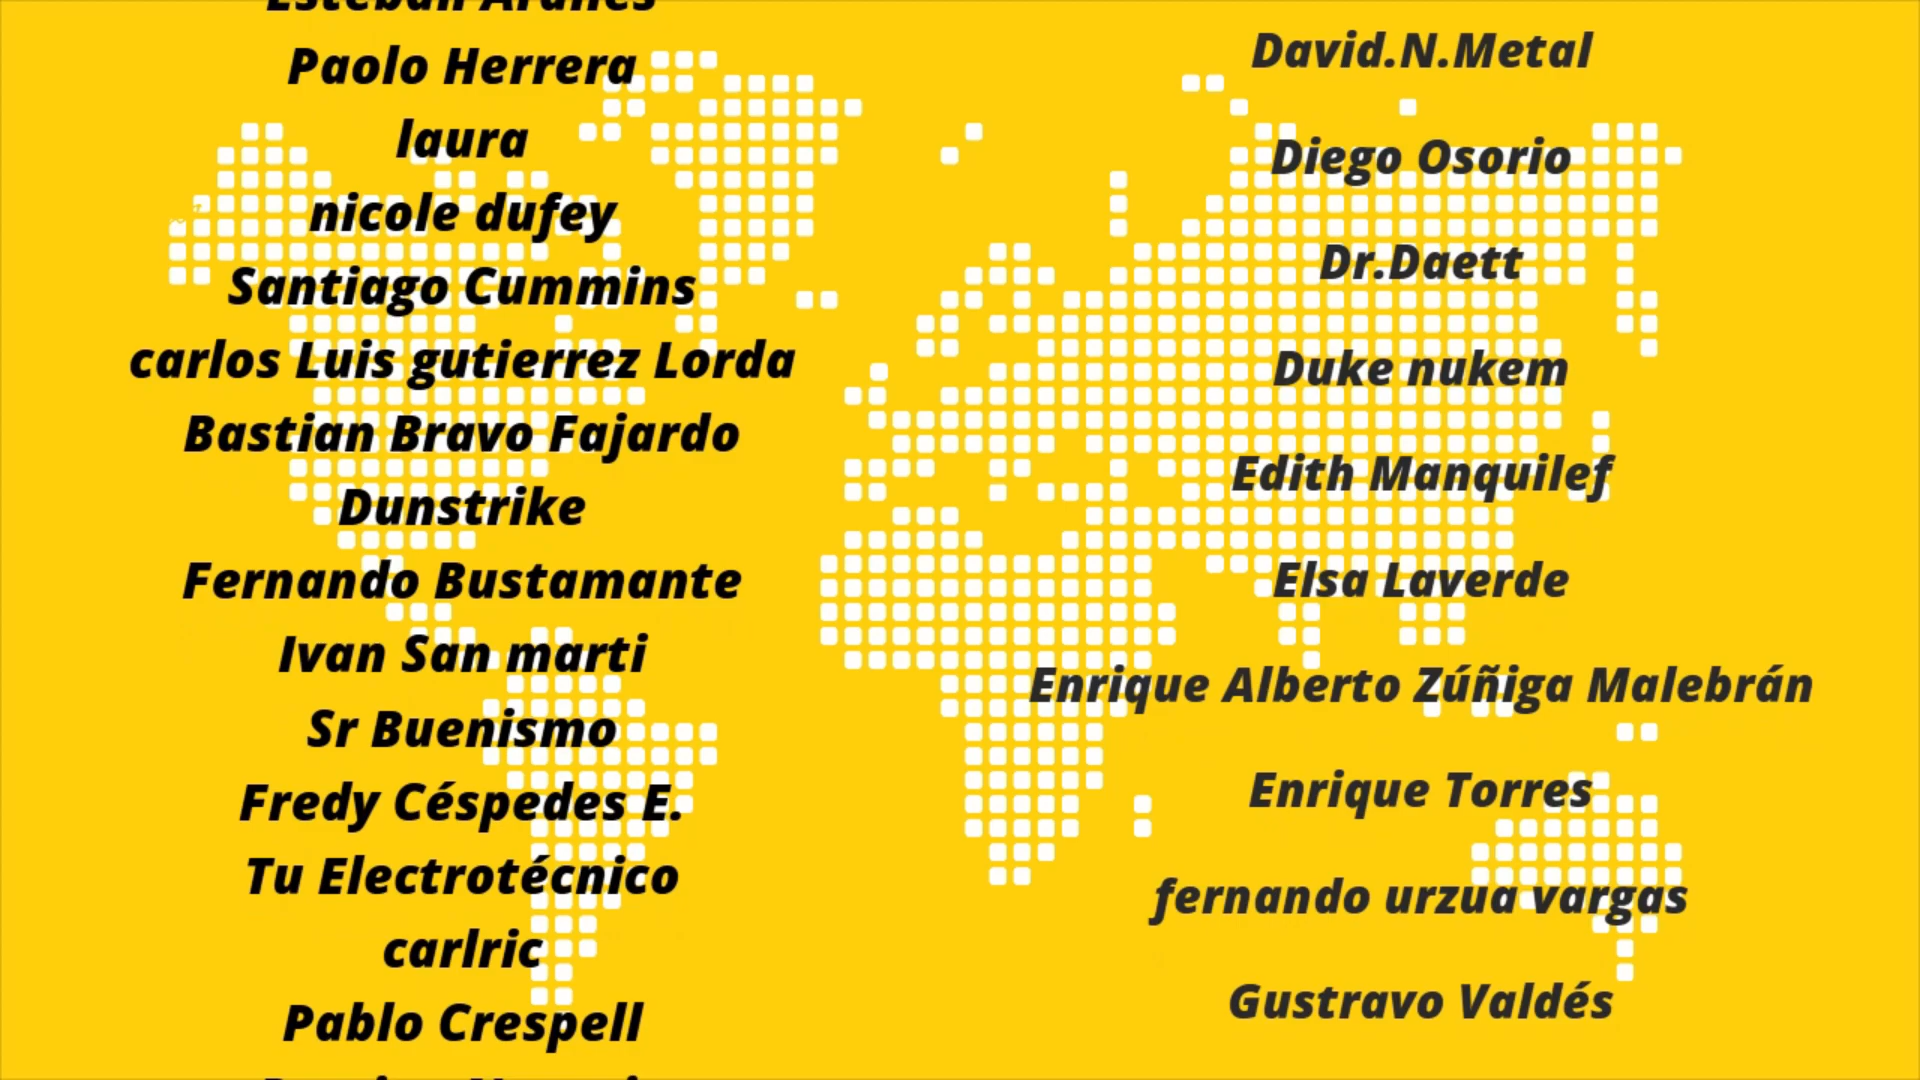 Paolo Herrera
laura
nicole dufey
Santiago Cummins
carlos Luis gutierrez Lorda
Bastian Bravo Fajardo
Dunstrike
Fernando Bustamante
Ivan San marti
Sr Buenismo
Fredy Céspedes E.
Tu Electrotécnico
carlric
Pablo Crespell
David.N.Metal
Diego Osorio
Dr.Daett
Duke nukem
Edith Manquilef
Elsa Laverde
Enrique Alberto Zúñiga Malebrán
Enrique Torres
fernando urzua vargas
Gustravo Valdés